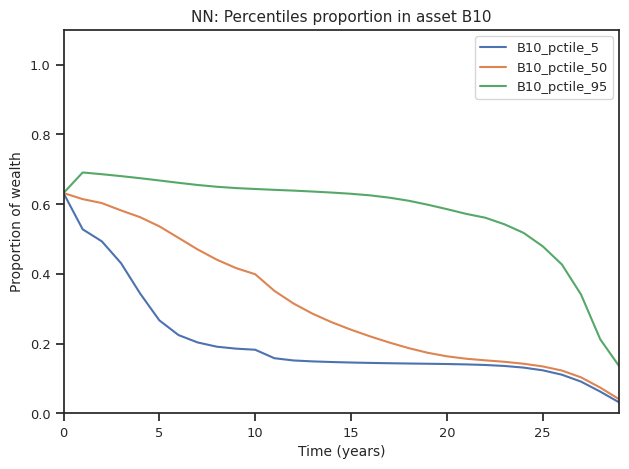 NN: Percentiles proportion in asset B10
B10_pctile_5
B10_pctile_50
B10_pctile_95
Proportion of wealth
1.0
0.8
0.6
0.4
0.2
0.0
0 5 10 15 20 25
Time (years)